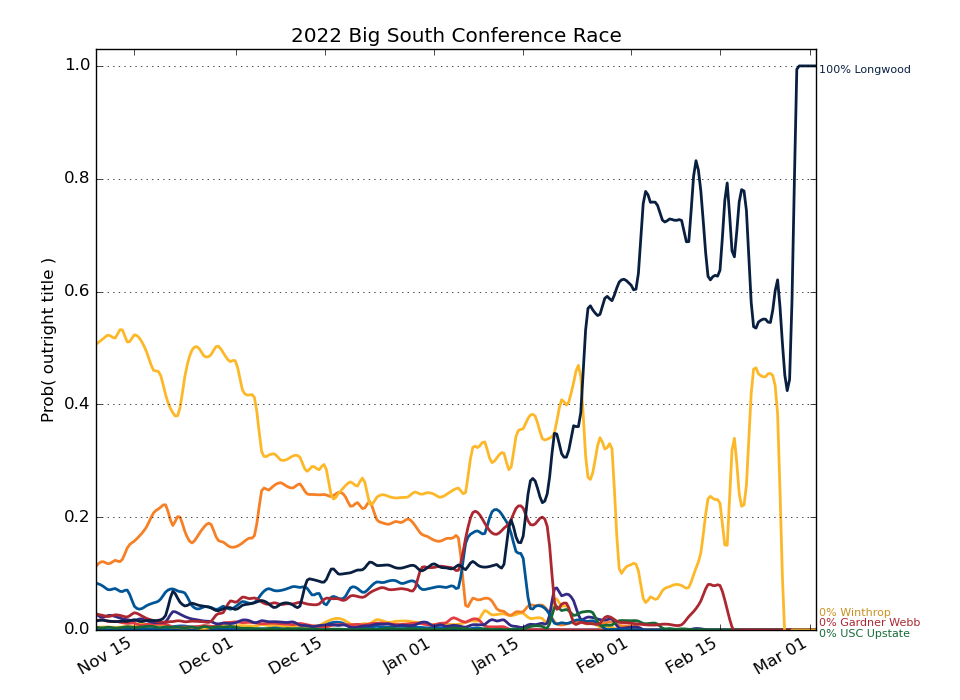 2022 Big South Conference Race
Prob( outright title )
1.0
0.8
0.6
0.4
0.2
0.0
Nov 15
Dec 01
Dec 15
Jan 01
Jan 15
Feb 01
Feb 15
Mar 01
100% Longwood
0% Winthrop
0% Gardner Webb
0% USC Upstate